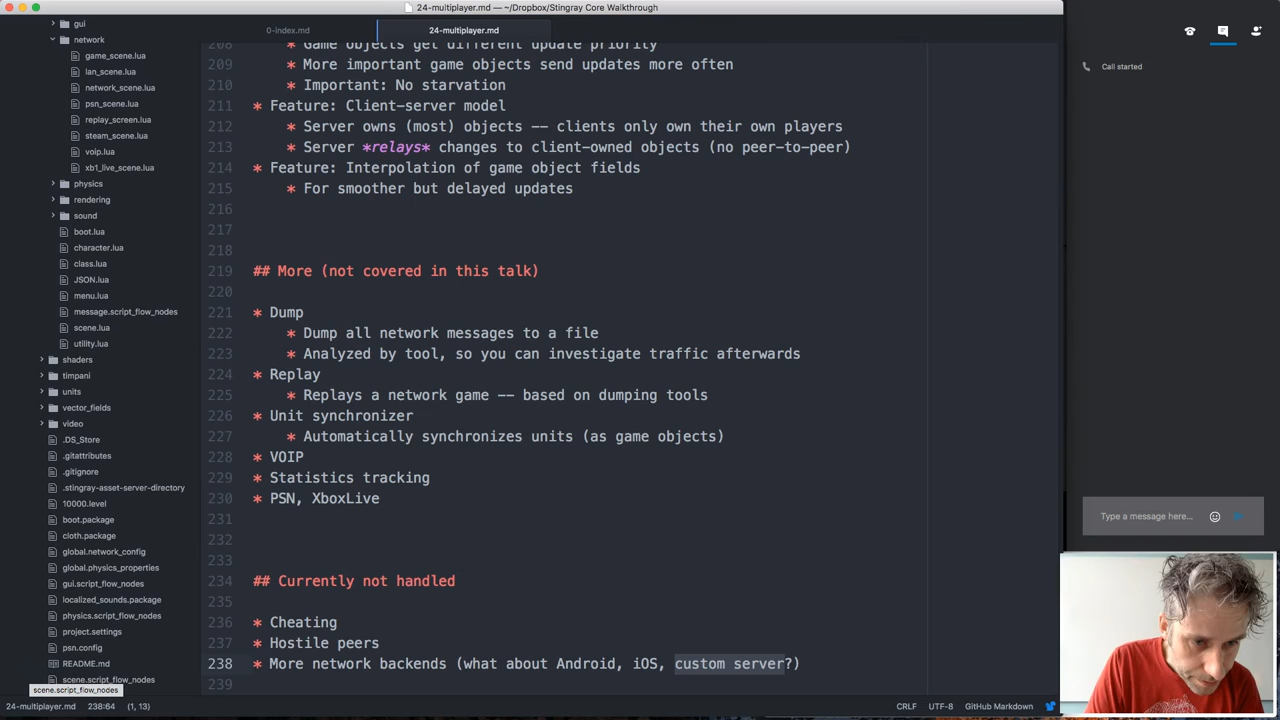 24-multiplayer.md — ~/Dropbox/Stingray Core Walkthrough
0-index.md
24-multiplayer.md
gui
network
game_scene.lua
lan_scene.lua
network_scene.lua
psn_scene.lua
replay_screen.lua
steam_scene.lua
voip.lua
xb1_live_scene.lua
physics
rendering
sound
boot.lua
character.lua
class.lua
JSON.lua
menu.lua
message.script_flow_nodes
scene.lua
utility.lua
shaders
timpani
units
vector_fields
video
.DS_Store
.gitattributes
.gitignore
.stingray-asset-server-directory
10000.level
boot.package
cloth.package
global.network_config
global.physics_properties
gui.script_flow_nodes
localized_sounds.package
physics.script_flow_nodes
project.settings
psn.config
README.md
scene.script_flow_nodes
scene.script_flow_nodes
208 * Game objects get different update priority
209 * More important game objects send updates more often
210 * Important: No starvation
211 * Feature: Client-server model
212 * Server owns (most) objects -- clients only own their own players
213 * Server *relays* changes to client-owned objects (no peer-to-peer)
214 * Feature: Interpolation of game object fields
215 * For smoother but delayed updates
216
217
218
219 ## More (not covered in this talk)
220
221 * Dump
222 * Dump all network messages to a file
223 * Analyzed by tool, so you can investigate traffic afterwards
224 * Replay
225 * Replays a network game -- based on dumping tools
226 * Unit synchronizer
227 * Automatically synchronizes units (as game objects)
228 * VOIP
229 * Statistics tracking
230 * PSN, XboxLive
231
232
233
234 ## Currently not handled
235
236 * Cheating
237 * Hostile peers
238 * More network backends (what about Android, iOS, custom server?)
239
24-multiplayer.md 238:64 (1, 13)
CRLF UTF-8 GitHub Markdown
Call started
Type a message here...